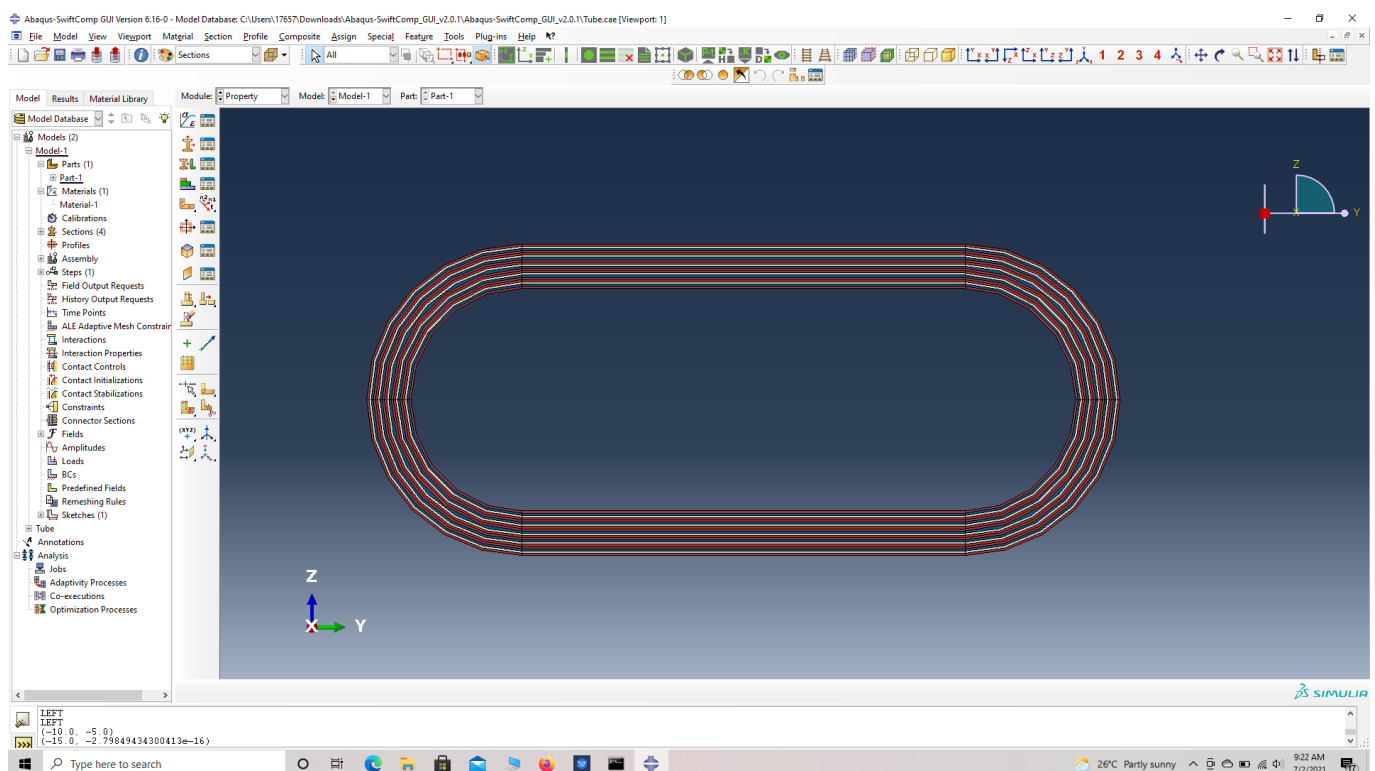 Abaqus-SwiftComp GUI Version 6.16-0 - Model Database: C:\Users\17657\Downloads\Abaqus-SwiftComp_GUI_v2.0.1\Abaqus-SwiftComp_GUI_v2.0.1\Tube.cae [Viewport: 1]
File Model View Viewport Material Section Profile Composite Assign Special Feature Tools Plug-ins Help
Sections All 1 2 3 4
Model Results Material Library Module: Property Model: Model-1 Part: Part-1
Model Database
Models (2)
Model-1
Parts (1)
Part-1
Materials (1)
Material-1
Calibrations
Sections (4)
Profiles
Assembly
Steps (1)
Field Output Requests
History Output Requests
Time Points
ALE Adaptive Mesh Constrair
Interactions
Interaction Properties
Contact Controls
Contact Initializations
Contact Stabilizations
Constraints
Connector Sections
Fields
Amplitudes
Loads
BCs
Predefined Fields
Remeshing Rules
Sketches (1)
Tube
Annotations
Analysis
Jobs
Adaptivity Processes
Co-executions
Optimization Processes
(XYZ)
Z
X Y
Z
X Y
SIMULIA
LEFT
LEFT
(-10.0, -5.0)
(-15.0, -2.79849434300413e-16)
Type here to search
26°C Partly sunny
9:22 AM
7/2/2021